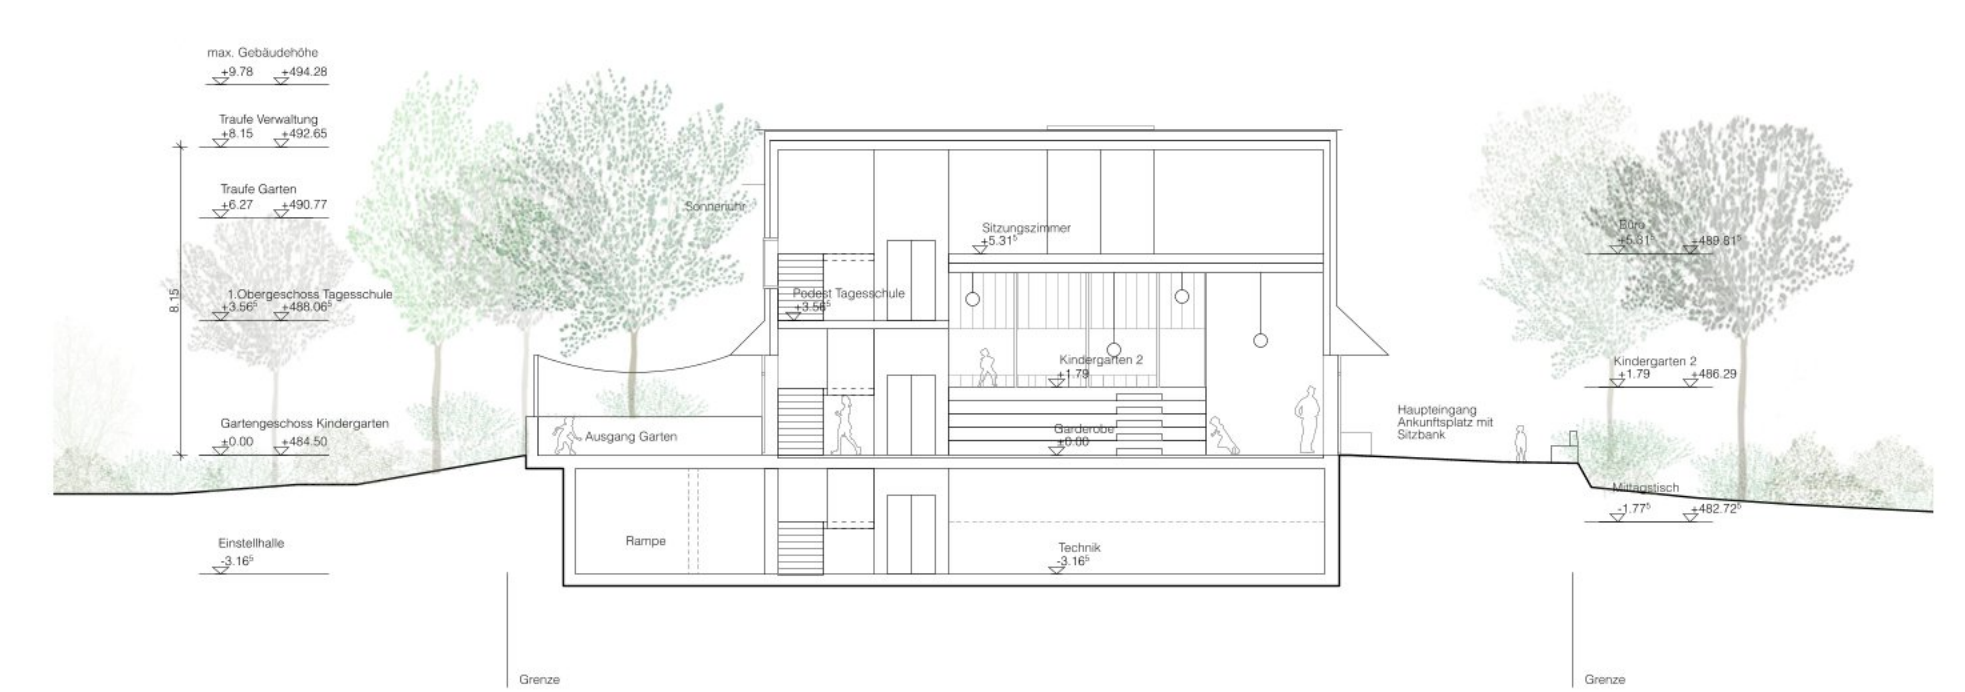 max. Gebäudehöhe
+9.78 +494.28
Traufe Verwaltung
+8.15 +492.65
Traufe Garten
+6.27 +490.77
8.15
1.Obergeschoss Tagesschule
+3.56⁵ +488.06⁵
Gartengeschoss Kindergarten
±0.00 +484.50
Einstellhalle
-3.16⁵
Sonnenuhr
Sitzungszimmer
+5.31⁵
Podest Tagesschule
+3.56⁵
Kindergarten 2
+1.79
Ausgang Garten
Garderobe
±0.00
Rampe
Technik
-3.16⁵
Haupteingang
Ankunftsplatz mit
Sitzbank
Büro
+5.31⁵ +489.81⁵
Kindergarten 2
+1.79 +486.29
Mittagstisch
-1.77⁵ +482.72⁵
Grenze
Grenze